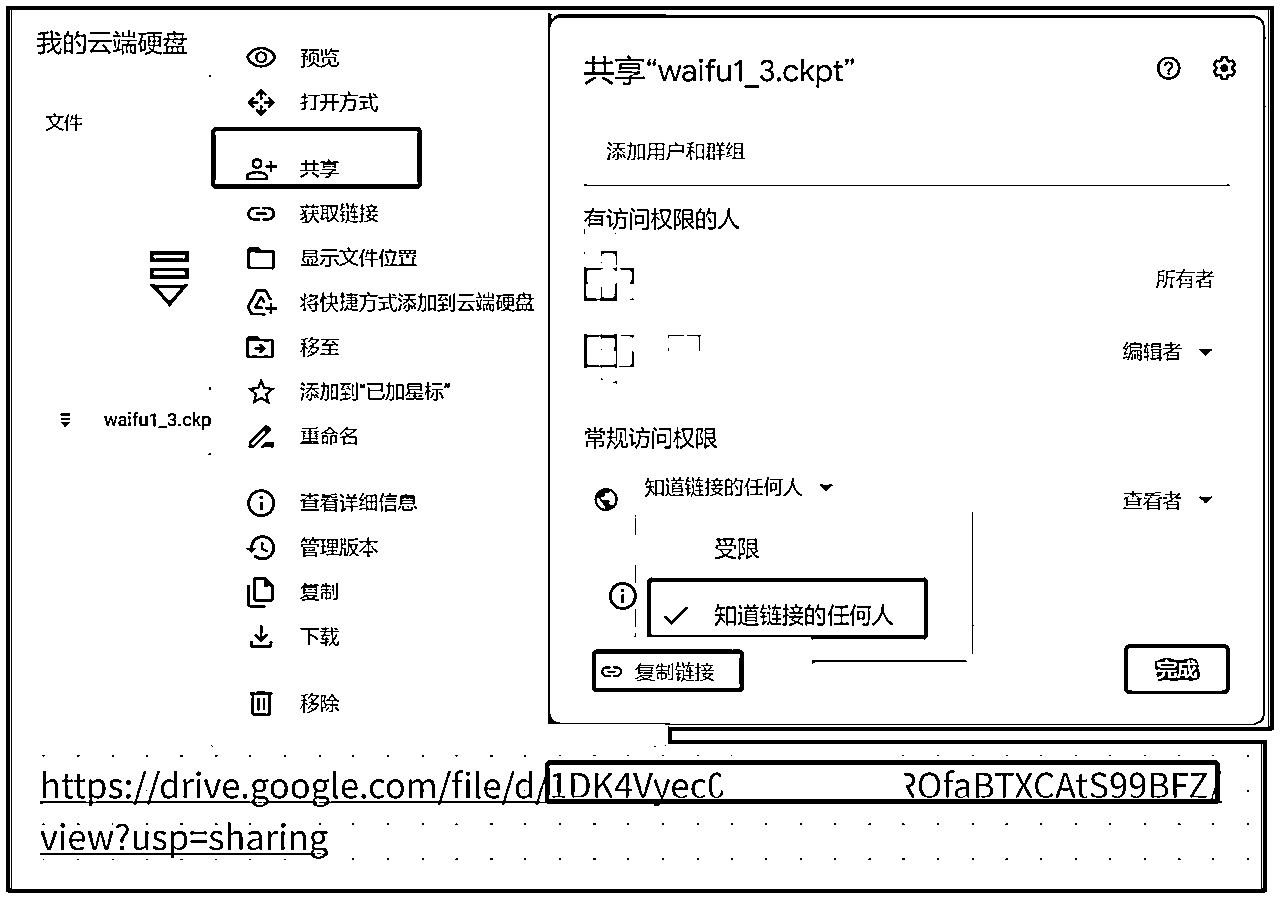 我的云端硬盘
文件
waifu1_3.ckp
预览
打开方式
共享
获取链接
显示文件位置
将快捷方式添加到云端硬盘
移至
添加到“已加星标”
重命名
查看详细信息
管理版本
复制
下载
移除
共享“waifu1_3.ckpt”
添加用户和群组
有访问权限的人
所有者
编辑者
常规访问权限
知道链接的任何人
查看者
受限
知道链接的任何人
复制链接
完成
https://drive.google.com/file/d/1DK4Vyec ROfaBTXCAtS99BFZ/
view?usp=sharing